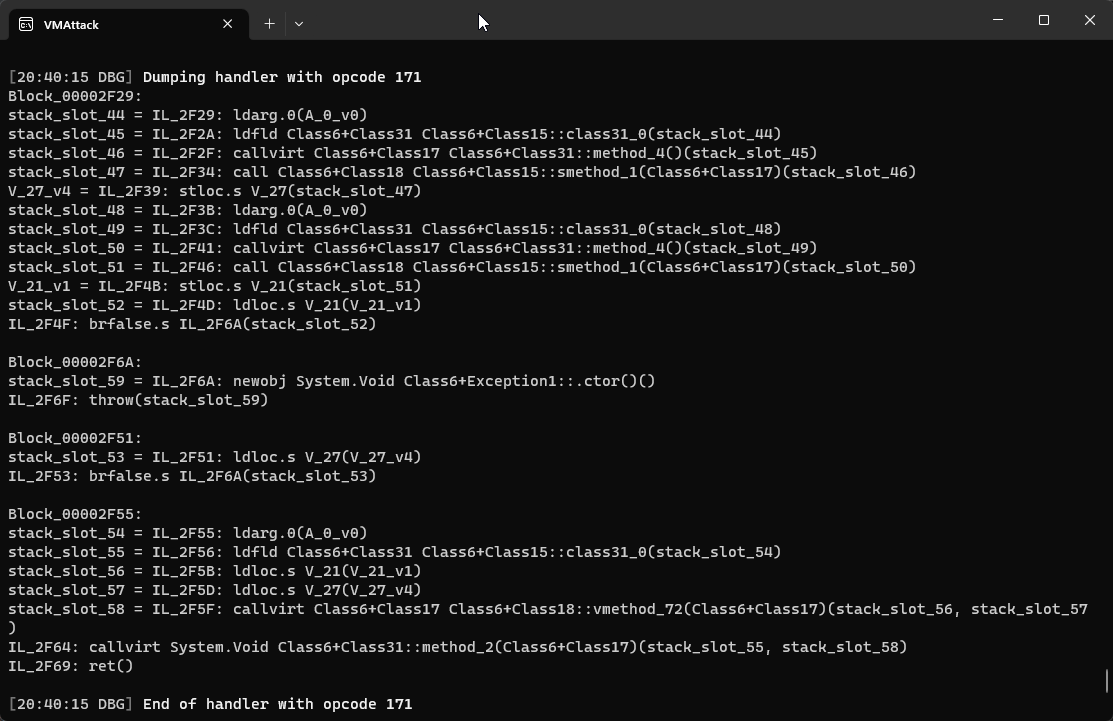 VMAttack
[20:40:15 DBG] Dumping handler with opcode 171
Block_00002F29:
stack_slot_44 = IL_2F29: ldarg.0(A_0_v0)
stack_slot_45 = IL_2F2A: ldfld Class6+Class31 Class6+Class15::class31_0(stack_slot_44)
stack_slot_46 = IL_2F2F: callvirt Class6+Class17 Class6+Class31::method_4()(stack_slot_45)
stack_slot_47 = IL_2F34: call Class6+Class18 Class6+Class15::smethod_1(Class6+Class17)(stack_slot_46)
V_27_v4 = IL_2F39: stloc.s V_27(stack_slot_47)
stack_slot_48 = IL_2F3B: ldarg.0(A_0_v0)
stack_slot_49 = IL_2F3C: ldfld Class6+Class31 Class6+Class15::class31_0(stack_slot_48)
stack_slot_50 = IL_2F41: callvirt Class6+Class17 Class6+Class31::method_4()(stack_slot_49)
stack_slot_51 = IL_2F46: call Class6+Class18 Class6+Class15::smethod_1(Class6+Class17)(stack_slot_50)
V_21_v1 = IL_2F4B: stloc.s V_21(stack_slot_51)
stack_slot_52 = IL_2F4D: ldloc.s V_21(V_21_v1)
IL_2F4F: brfalse.s IL_2F6A(stack_slot_52)
Block_00002F6A:
stack_slot_59 = IL_2F6A: newobj System.Void Class6+Exception1::.ctor()()
IL_2F6F: throw(stack_slot_59)
Block_00002F51:
stack_slot_53 = IL_2F51: ldloc.s V_27(V_27_v4)
IL_2F53: brfalse.s IL_2F6A(stack_slot_53)
Block_00002F55:
stack_slot_54 = IL_2F55: ldarg.0(A_0_v0)
stack_slot_55 = IL_2F56: ldfld Class6+Class31 Class6+Class15::class31_0(stack_slot_54)
stack_slot_56 = IL_2F5B: ldloc.s V_21(V_21_v1)
stack_slot_57 = IL_2F5D: ldloc.s V_27(V_27_v4)
stack_slot_58 = IL_2F5F: callvirt Class6+Class17 Class6+Class18::vmethod_72(Class6+Class17)(stack_slot_56, stack_slot_57
)
IL_2F64: callvirt System.Void Class6+Class31::method_2(Class6+Class17)(stack_slot_55, stack_slot_58)
IL_2F69: ret()
[20:40:15 DBG] End of handler with opcode 171